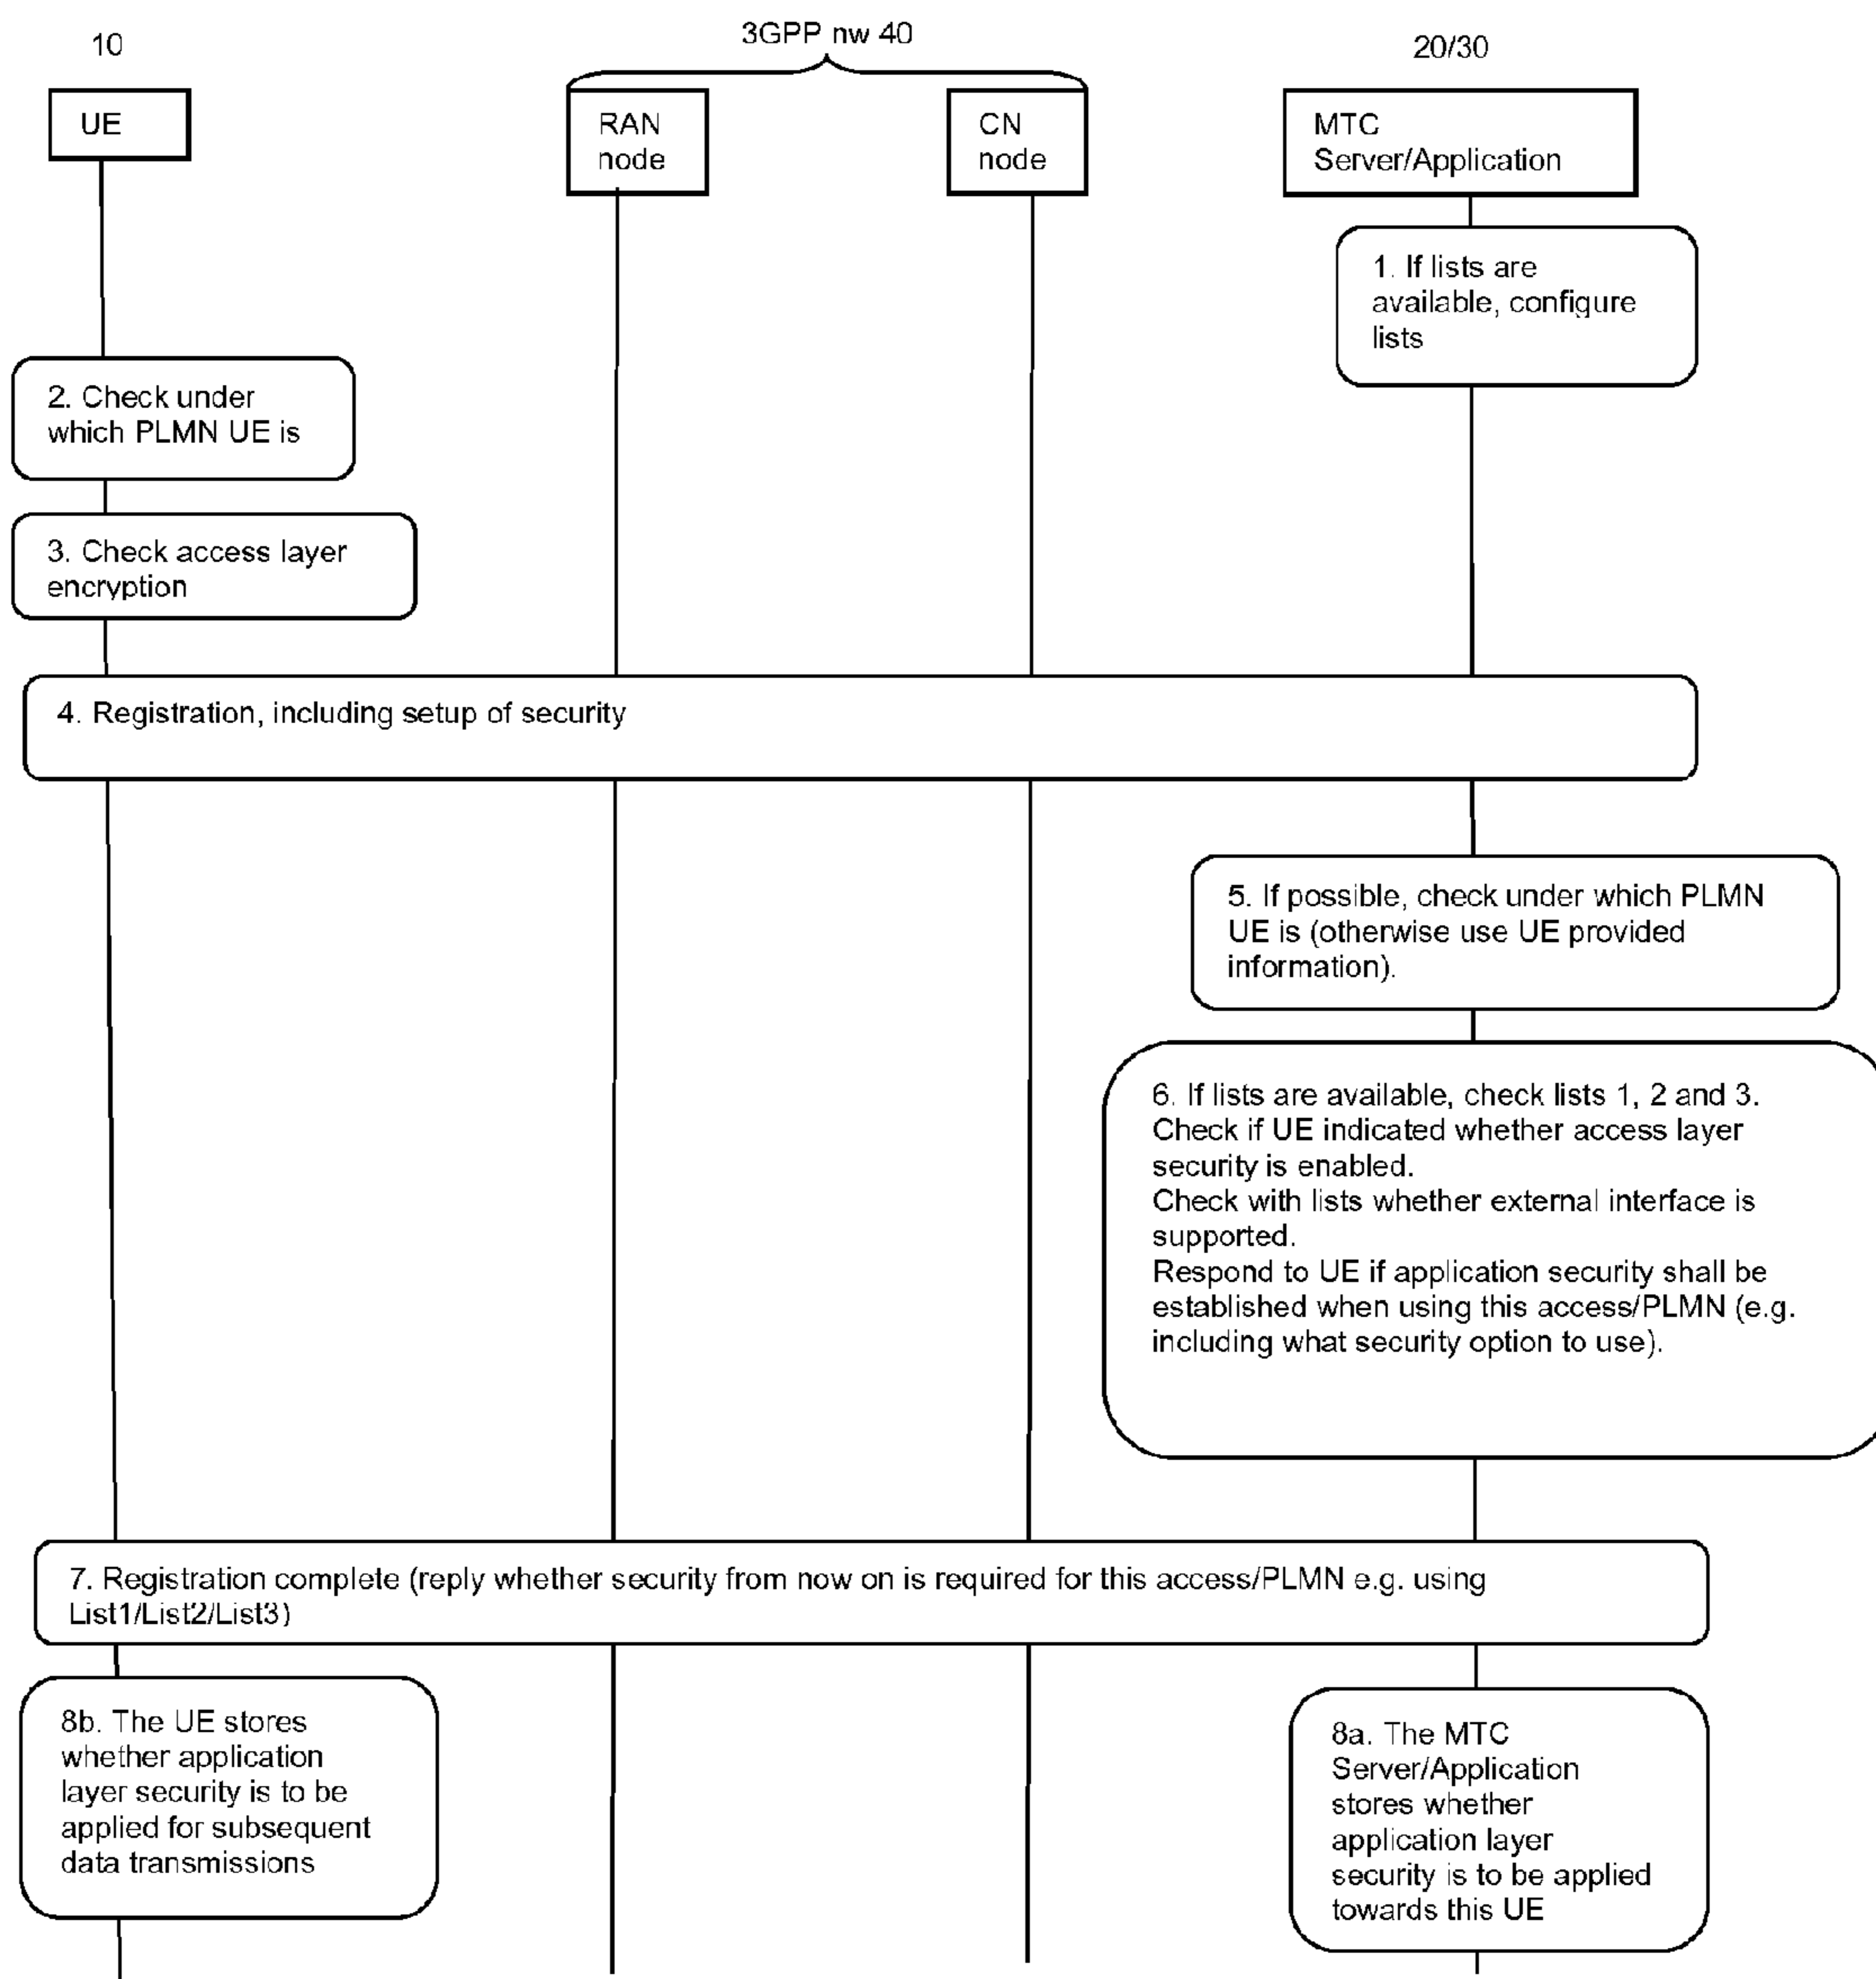 3GPP nw 40
10
20/30
UE
RAN
node
CN
node
MTC
Server/Application
1. If lists are
available, configure
lists
2. Check under
which PLMN UE is
3. Check access layer
encryption
4. Registration, including setup of security
5. If possible, check under which PLMN
UE is (otherwise use UE provided
information).
6. If lists are available, check lists 1, 2 and 3.
Check if UE indicated whether access layer
security is enabled.
Check with lists whether external interface is
supported.
Respond to UE if application security shall be
established when using this access/PLMN (e.g.
including what security option to use).
7. Registration complete (reply whether security from now on is required for this access/PLMN e.g. using
List1/List2/List3)
8b. The UE stores
whether application
layer security is to be
applied for subsequent
data transmissions
8a. The MTC
Server/Application
stores whether
application layer
security is to be applied
towards this UE